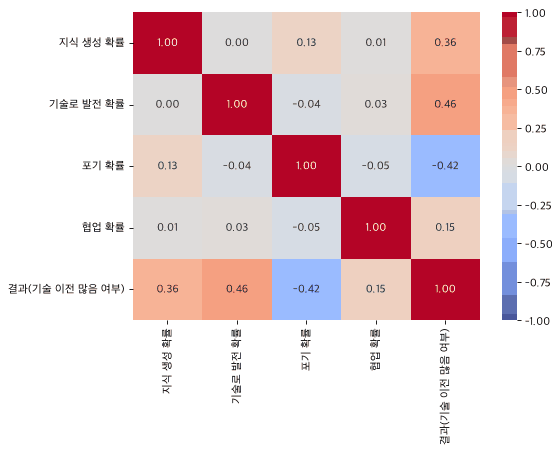 지식 생성 확률
1.00 0.00 0.13 0.01 0.36
기술로 발전 확률
0.00 1.00 -0.04 0.03 0.46
포기 확률
0.13 -0.04 1.00 -0.05 -0.42
협업 확률
0.01 0.03 -0.05 1.00 0.15
결과(기술 이전 많음 여부)
0.36 0.46 -0.42 0.15 1.00
지식 생성 확률
기술로 발전 확률
포기 확률
협업 확률
결과(기술 이전 많음 여부)
1.00
0.75
0.50
0.25
0.00
-0.25
-0.50
-0.75
-1.00